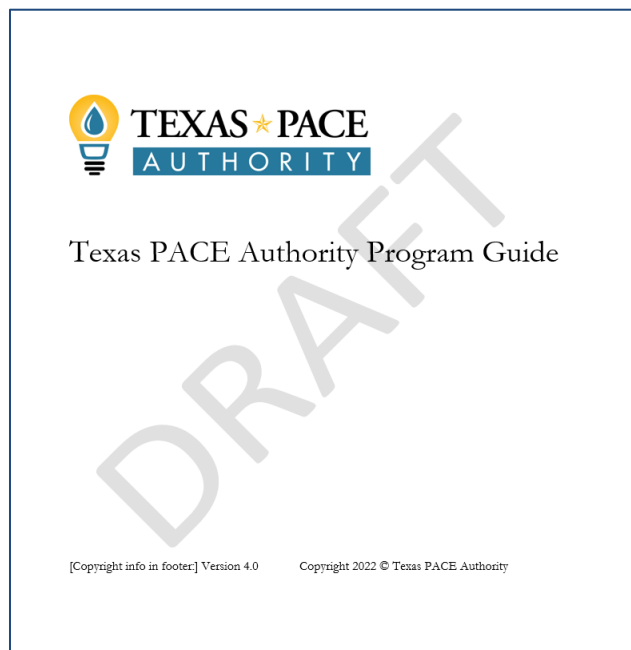 TEXAS PACE
AUTHORITY
Texas PACE Authority Program Guide
DRAFT
[Copyright info in footer:] Version 4.0 Copyright 2022 © Texas PACE Authority